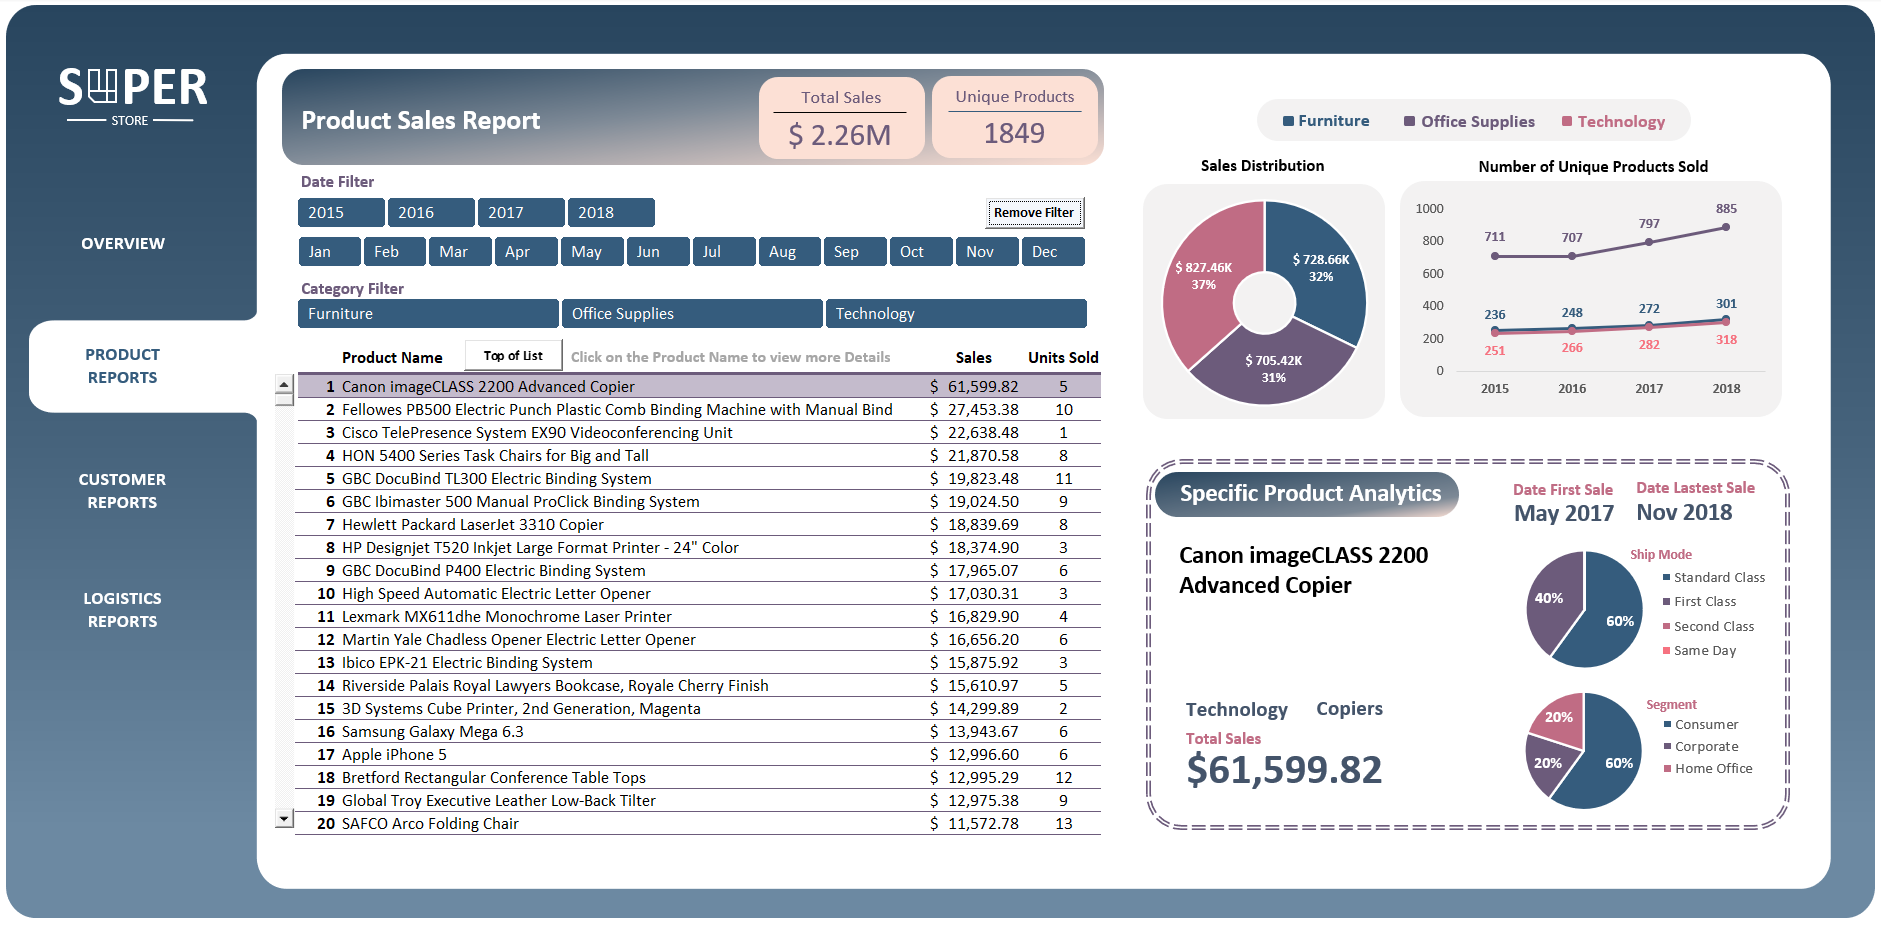 SUPER
STORE
OVERVIEW
PRODUCT
REPORTS
CUSTOMER
REPORTS
LOGISTICS
REPORTS
Product Sales Report
Total Sales
$ 2.26M
Unique Products
1849
Date Filter
2015 2016 2017 2018
Remove Filter
Jan Feb Mar Apr May Jun Jul Aug Sep Oct Nov Dec
Category Filter
Furniture Office Supplies Technology
Product Name Top of List Click on the Product Name to view more Details Sales Units Sold
1 Canon imageCLASS 2200 Advanced Copier $ 61,599.82 5
2 Fellowes PB500 Electric Punch Plastic Comb Binding Machine with Manual Bind $ 27,453.38 10
3 Cisco TelePresence System EX90 Videoconferencing Unit $ 22,638.48 1
4 HON 5400 Series Task Chairs for Big and Tall $ 21,870.58 8
5 GBC DocuBind TL300 Electric Binding System $ 19,823.48 11
6 GBC Ibimaster 500 Manual ProClick Binding System $ 19,024.50 9
7 Hewlett Packard LaserJet 3310 Copier $ 18,839.69 8
8 HP Designjet T520 Inkjet Large Format Printer - 24" Color $ 18,374.90 3
9 GBC DocuBind P400 Electric Binding System $ 17,965.07 6
10 High Speed Automatic Electric Letter Opener $ 17,030.31 3
11 Lexmark MX611dhe Monochrome Laser Printer $ 16,829.90 4
12 Martin Yale Chadless Opener Electric Letter Opener $ 16,656.20 6
13 Ibico EPK-21 Electric Binding System $ 15,875.92 3
14 Riverside Palais Royal Lawyers Bookcase, Royale Cherry Finish $ 15,610.97 5
15 3D Systems Cube Printer, 2nd Generation, Magenta $ 14,299.89 2
16 Samsung Galaxy Mega 6.3 $ 13,943.67 6
17 Apple iPhone 5 $ 12,996.60 6
18 Bretford Rectangular Conference Table Tops $ 12,995.29 12
19 Global Troy Executive Leather Low-Back Tilter $ 12,975.38 9
20 SAFCO Arco Folding Chair $ 11,572.78 13
Furniture Office Supplies Technology
Sales Distribution
$ 827.46K
37%
$ 728.66K
32%
$ 705.42K
31%
Number of Unique Products Sold
1000
800
600
400
200
0
711 707 797 885
236 248 272 301
251 266 282 318
2015 2016 2017 2018
Specific Product Analytics
Date First Sale
May 2017
Date Lastest Sale
Nov 2018
Canon imageCLASS 2200
Advanced Copier
Technology Copiers
Total Sales
$61,599.82
Ship Mode
Standard Class
First Class
Second Class
Same Day
40%
60%
Segment
Consumer
Corporate
Home Office
20%
20%
60%